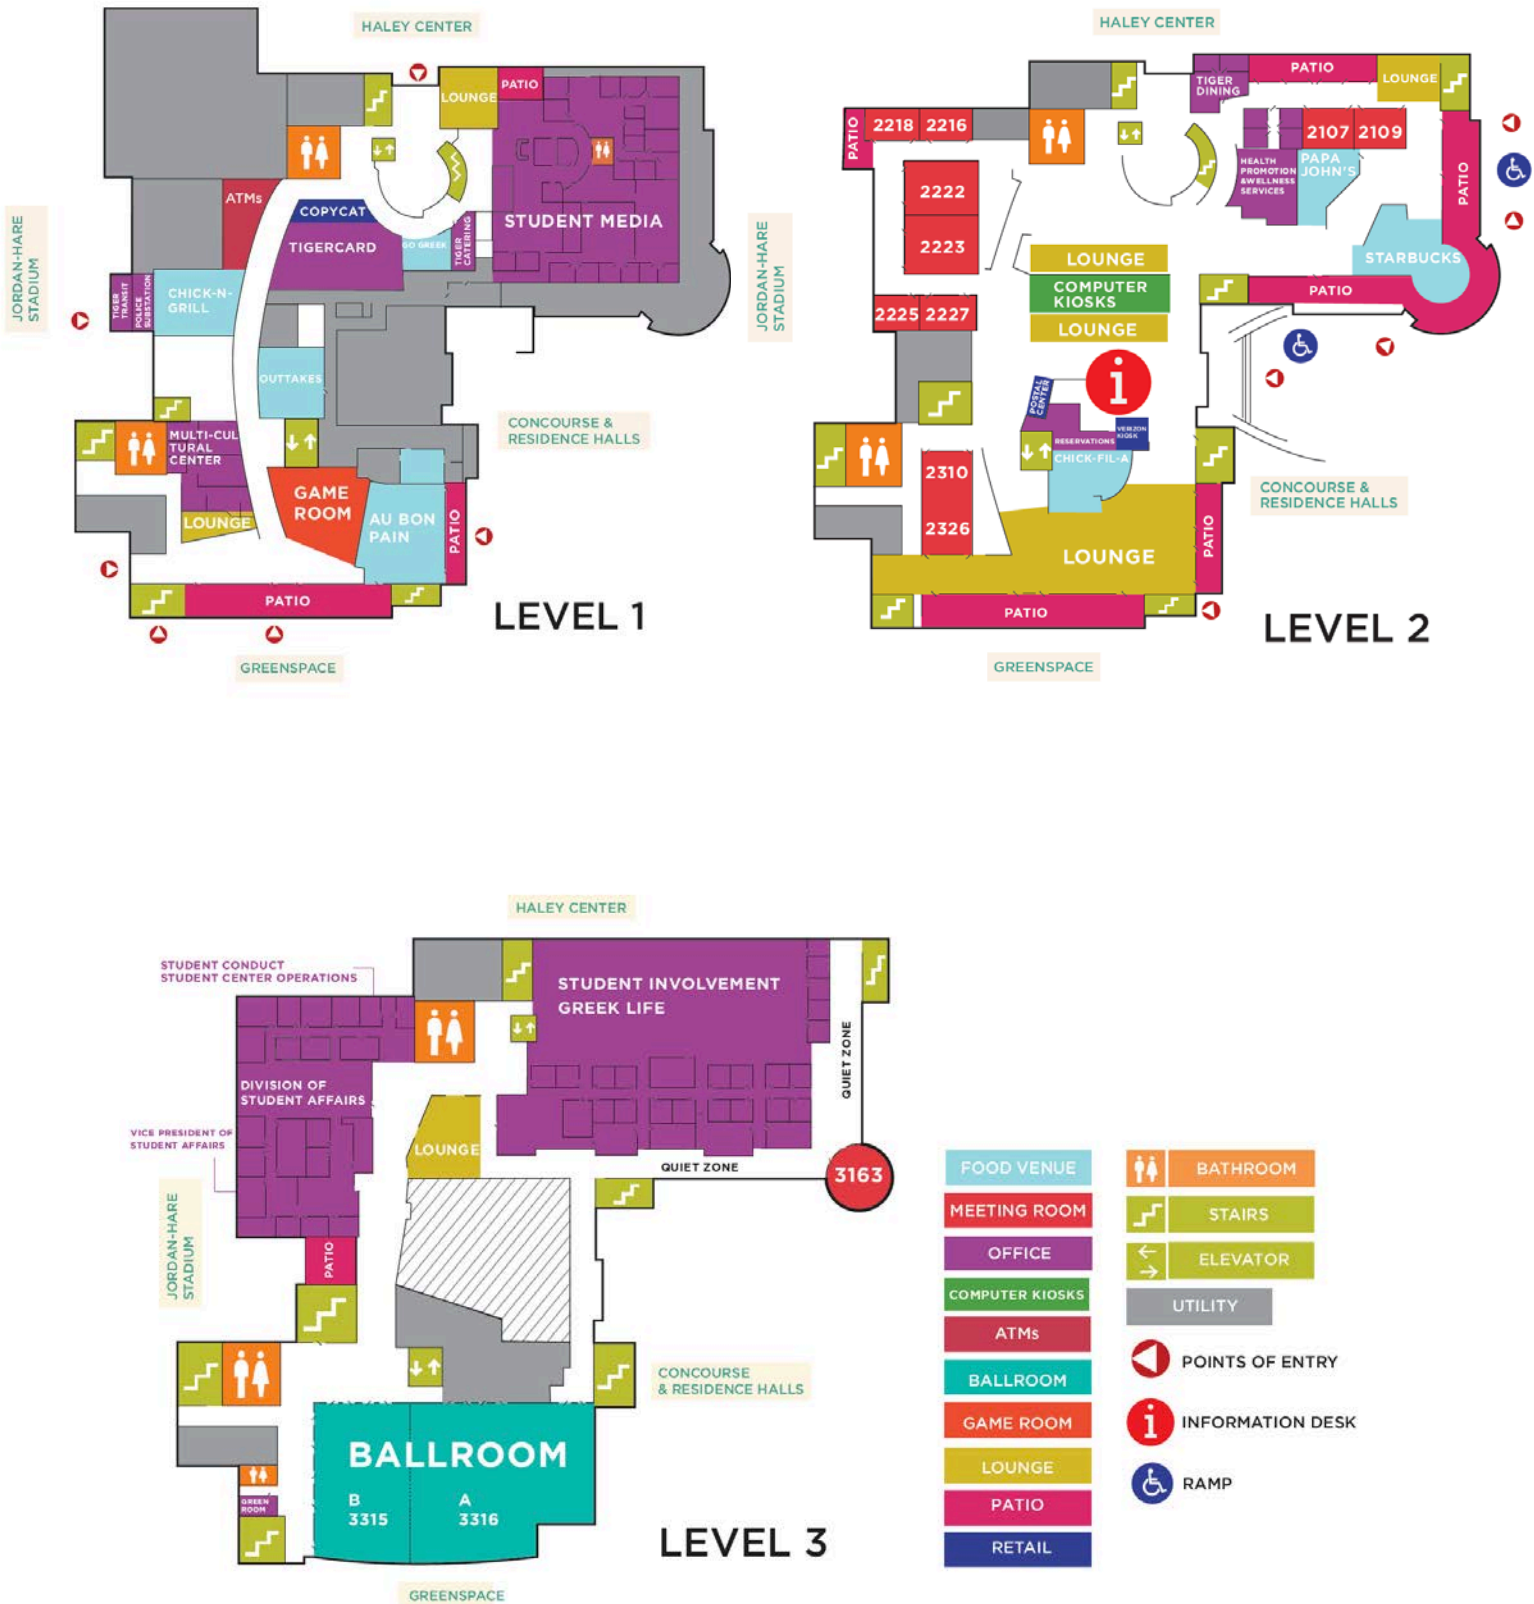 HALEY CENTER
LOUNGE
PATIO
ATMs
COPYCAT
TIGERCARD
GO GREEK
TIGER
CATERING
STUDENT MEDIA
JORDAN-HARE
STADIUM
TIGER
TRANSIT
POLICE
SUBSTATION
CHICK-N-
GRILL
OUTTAKES
CONCOURSE &
RESIDENCE HALLS
MULTI-CUL
TURAL
CENTER
LOUNGE
GAME
ROOM
AU BON
PAIN
PATIO
PATIO
LEVEL 1
GREENSPACE
HALEY CENTER
TIGER
DINING
PATIO
LOUNGE
PATIO
2218
2216
2107
2109
HEALTH
PROMOTION
&WELLNESS
SERVICES
PAPA
JOHN'S
PATIO
2222
2223
JORDAN-HARE
STADIUM
LOUNGE
COMPUTER
KIOSKS
LOUNGE
STARBUCKS
PATIO
2225
2227
i
POSTAL
CENTER
VERIZON
KIOSK
RESERVATIONS
CHICK-FIL-A
2310
2326
CONCOURSE &
RESIDENCE HALLS
LOUNGE
PATIO
PATIO
LEVEL 2
GREENSPACE
HALEY CENTER
STUDENT CONDUCT
STUDENT CENTER OPERATIONS
STUDENT INVOLVEMENT
GREEK LIFE
QUIET ZONE
DIVISION OF
STUDENT AFFAIRS
VICE PRESIDENT OF
STUDENT AFFAIRS
LOUNGE
QUIET ZONE
3163
JORDAN-HARE
STADIUM
PATIO
CONCOURSE
& RESIDENCE HALLS
BALLROOM
B
3315
A
3316
GREEN
ROOM
LEVEL 3
GREENSPACE
FOOD VENUE
MEETING ROOM
OFFICE
COMPUTER KIOSKS
ATMs
BALLROOM
GAME ROOM
LOUNGE
PATIO
RETAIL
BATHROOM
STAIRS
ELEVATOR
UTILITY
POINTS OF ENTRY
i
INFORMATION DESK
RAMP